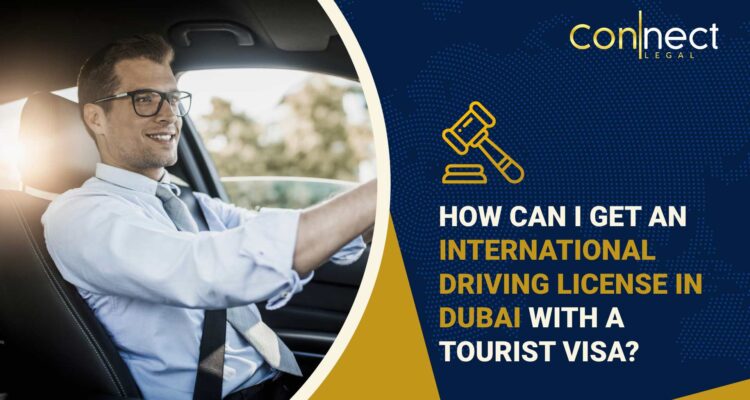 Connect
LEGAL
HOW CAN I GET AN
INTERNATIONAL
DRIVING LICENSE IN
DUBAI WITH A
TOURIST VISA?